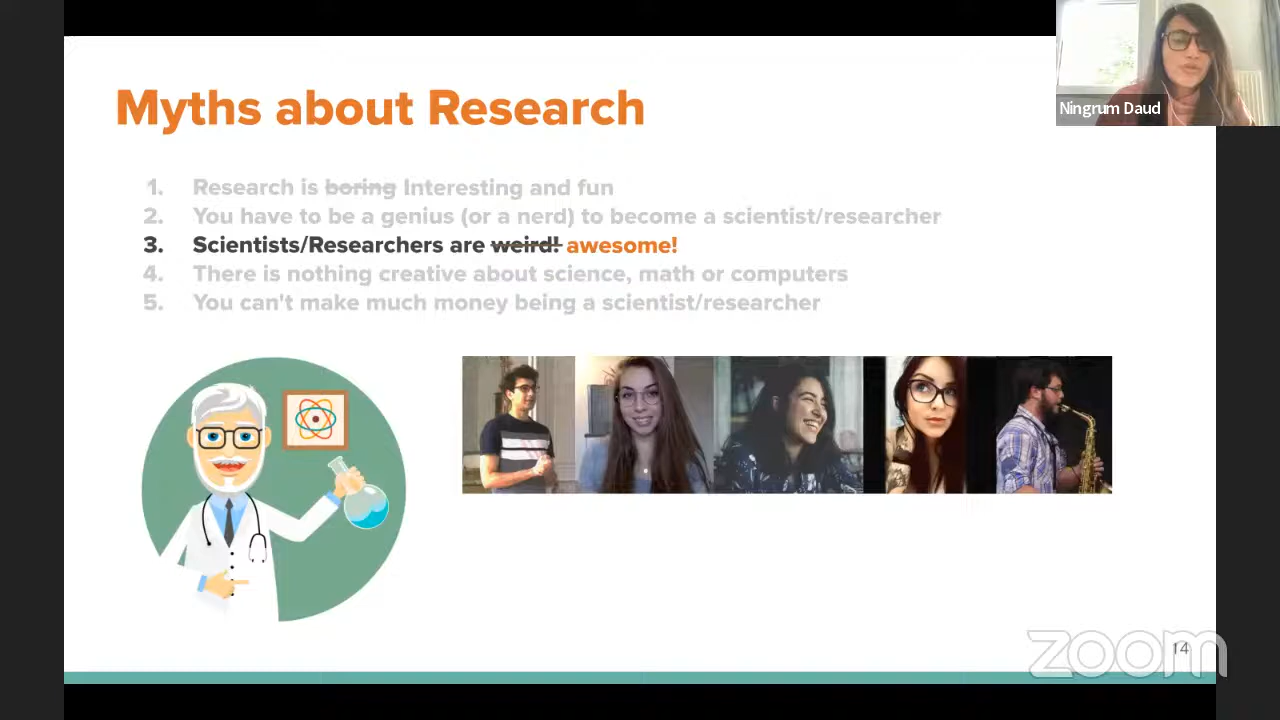 Myths about Research
Ningrum Daud
1. Research is boring Interesting and fun
2. You have to be a genius (or a nerd) to become a scientist/researcher
3. Scientists/Researchers are weird! awesome!
4. There is nothing creative about science, math or computers
5. You can't make much money being a scientist/researcher
14
zoom